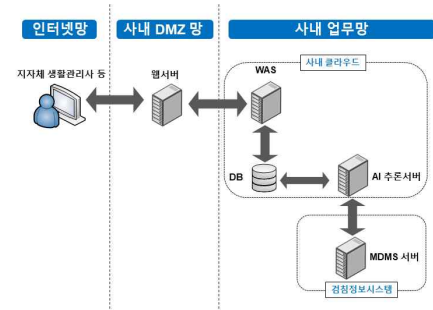 인터넷망
사내 DMZ 망
사내 업무망
지자체 생활관리사 등
웹서버
WAS
사내 클라우드
DB
AI 추론서버
MDMS 서버
검침정보시스템